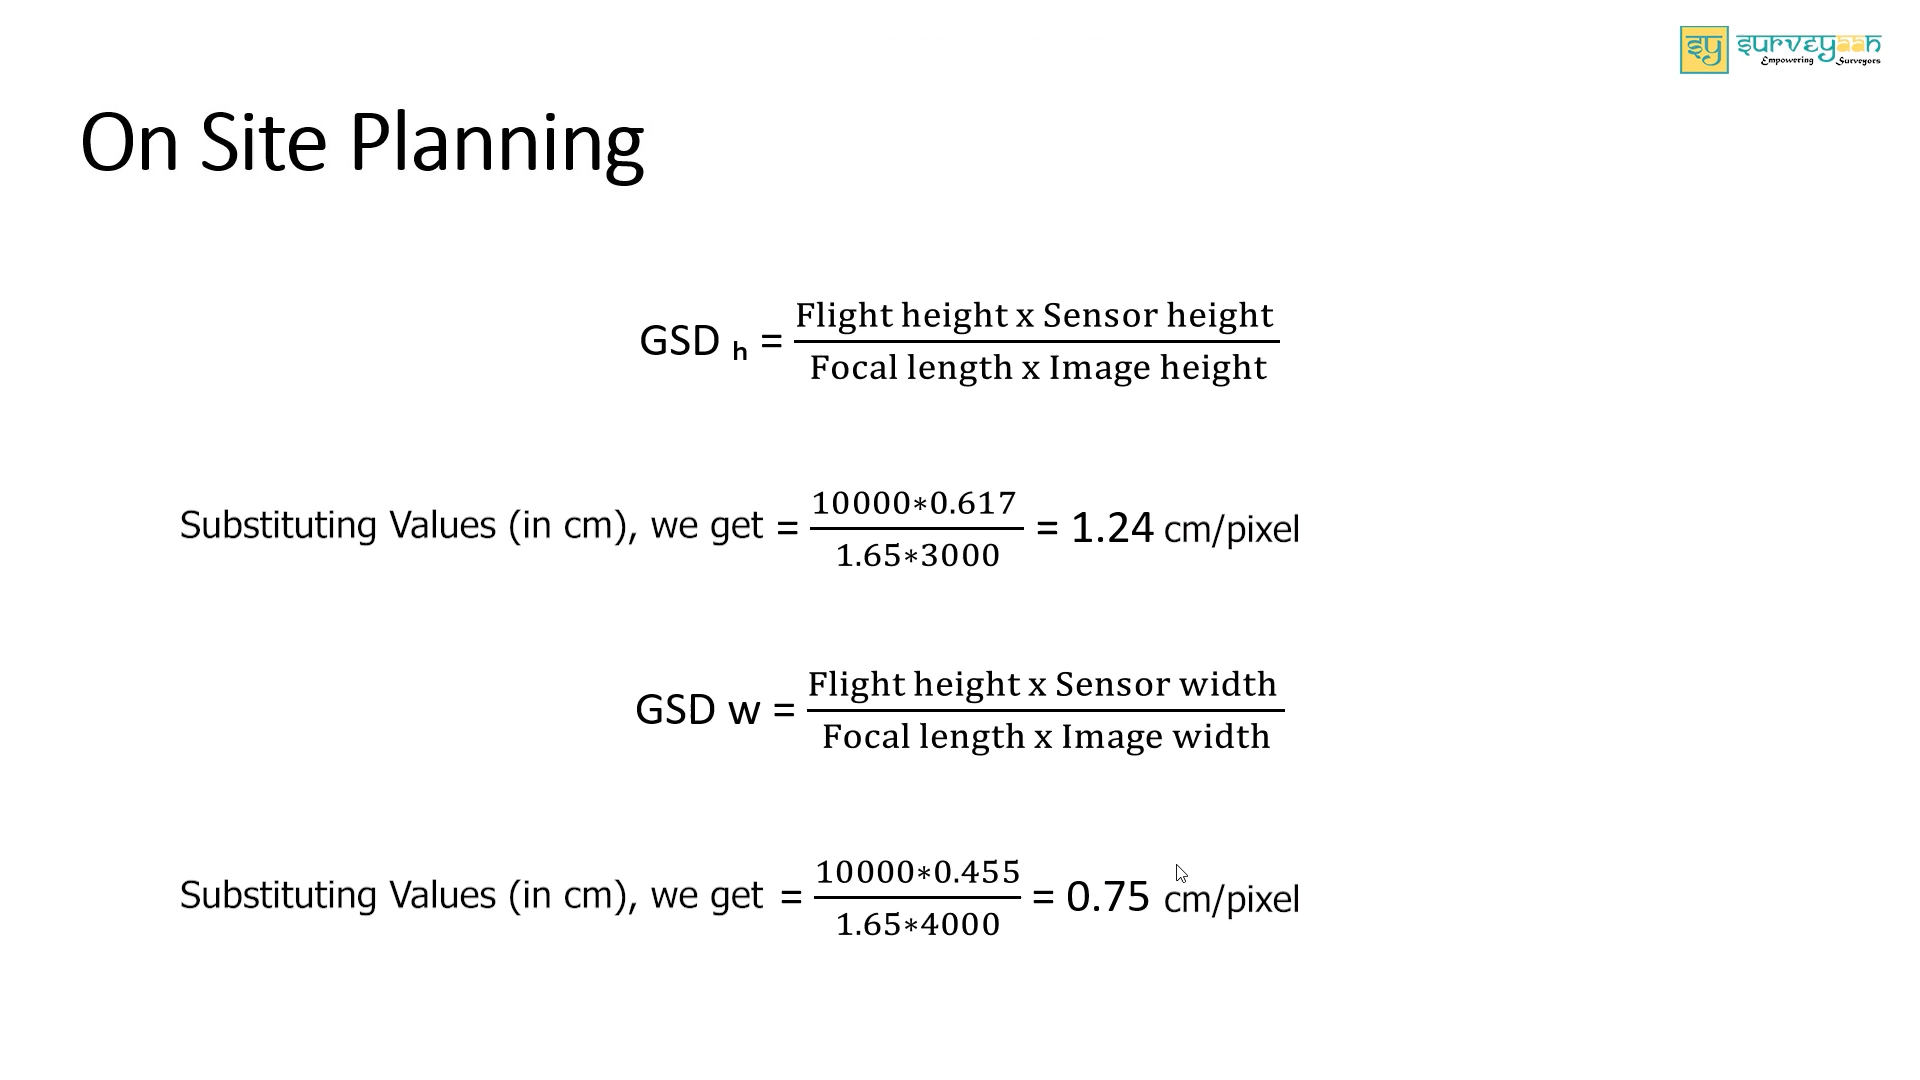 sy surveyaan
Empowering Surveyors
On Site Planning
GSD h = Flight height x Sensor height
Focal length x Image height
Substituting Values (in cm), we get = 10000*0.617 = 1.24 cm/pixel
1.65*3000
GSD w = Flight height x Sensor width
Focal length x Image width
Substituting Values (in cm), we get = 10000*0.455 = 0.75 cm/pixel
1.65*4000